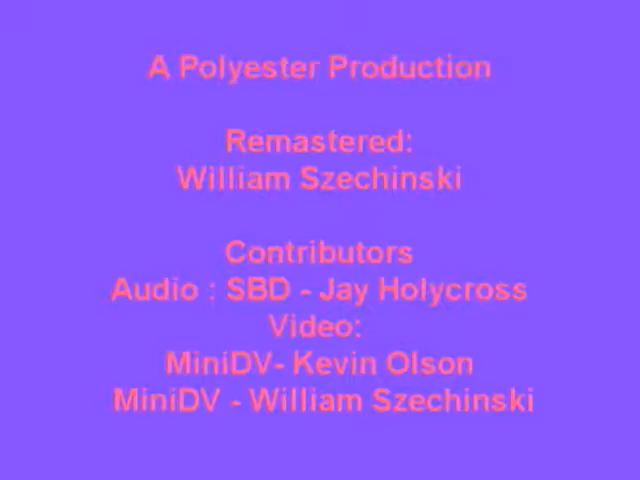 A Polyester Production
Remastered:
William Szechinski
Contributors
Audio : SBD - Jay Holycross
Video:
MiniDV- Kevin Olson
MiniDV - William Szechinski